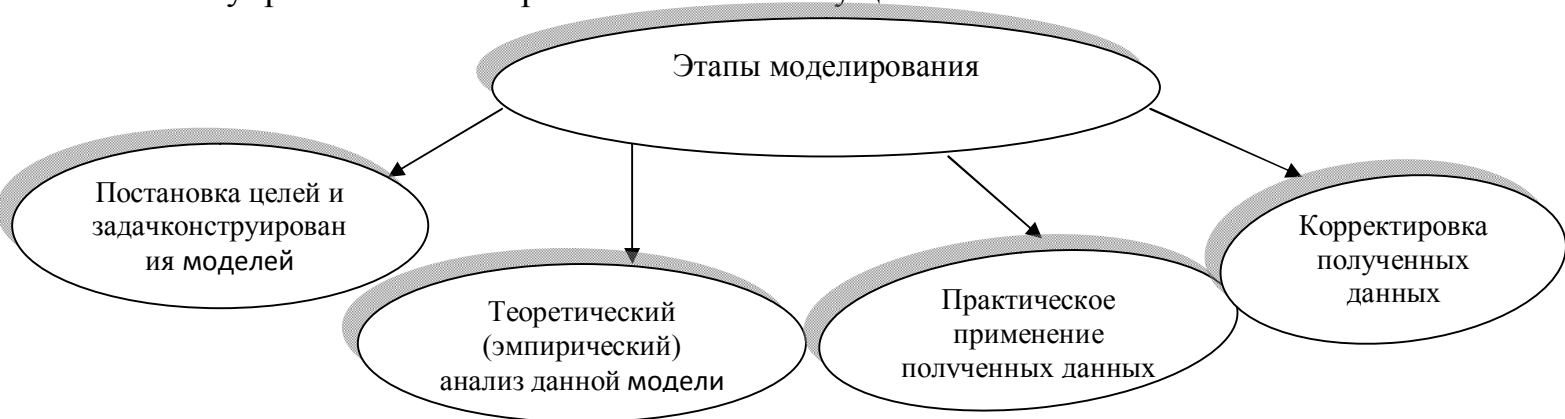 Этапы моделирования
Постановка целей и
задачконструирован
ия моделей
Теоретический
(эмпирический)
анализ данной модели
Практическое
применение
полученных данных
Корректировка
полученных
данных